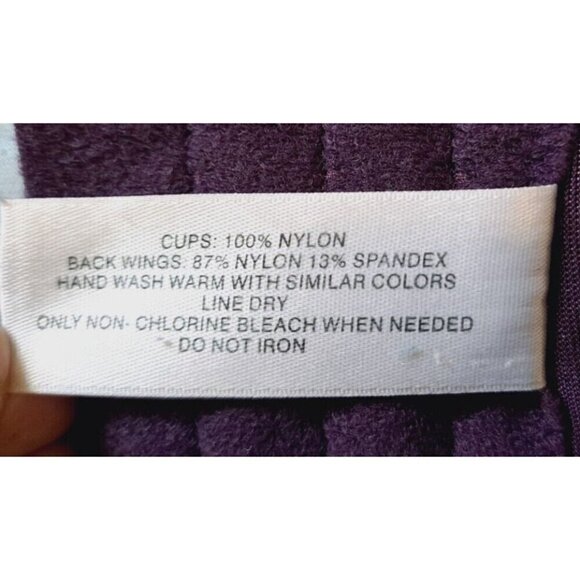 CUPS: 100% NYLON
BACK WINGS: 87% NYLON 13% SPANDEX
HAND WASH WARM WITH SIMILAR COLORS
LINE DRY
ONLY NON- CHLORINE BLEACH WHEN NEEDED
DO NOT IRON